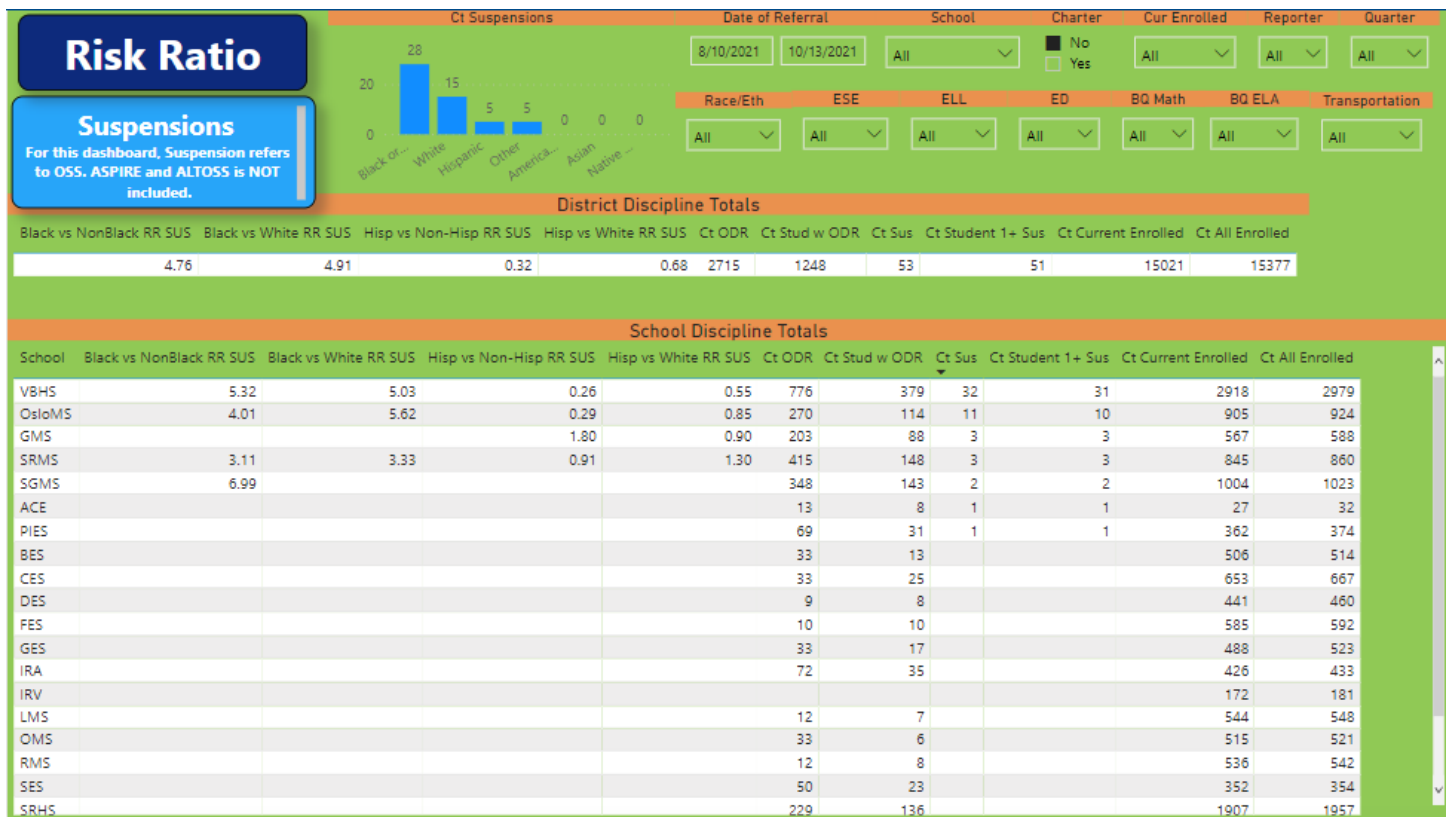 Risk Ratio
Suspensions
For this dashboard, Suspension refers
to OSS. ASPIRE and ALTOSS is NOT
included.
Ct Suspensions
20
0
28 15 5 5 0 0 0
Black or... White Hispanic Other America... Asian Native ...
Date of Referral School Charter Cur Enrolled Reporter Quarter
8/10/2021 10/13/2021 All No All All All
Yes
Race/Eth ESE ELL ED BQ Math BQ ELA Transportation
All All All All All All All
District Discipline Totals
Black vs NonBlack RR SUS Black vs White RR SUS Hisp vs Non-Hisp RR SUS Hisp vs White RR SUS Ct ODR Ct Stud w ODR Ct Sus Ct Student 1+ Sus Ct Current Enrolled Ct All Enrolled
4.76 4.91 0.32 0.68 2715 1248 53 51 15021 15377
School Discipline Totals
School Black vs NonBlack RR SUS Black vs White RR SUS Hisp vs Non-Hisp RR SUS Hisp vs White RR SUS Ct ODR Ct Stud w ODR Ct Sus Ct Student 1+ Sus Ct Current Enrolled Ct All Enrolled
VBHS 5.32 5.03 0.26 0.55 776 379 32 31 2918 2979
OsloMS 4.01 5.62 0.29 0.85 270 114 11 10 905 924
GMS 1.80 0.90 203 88 3 3 567 588
SRMS 3.11 3.33 0.91 1.30 415 148 3 3 845 860
SGMS 6.99 348 143 2 2 1004 1023
ACE 13 8 1 1 27 32
PIES 69 31 1 1 362 374
BES 33 13 506 514
CES 33 25 653 667
DES 9 8 441 460
FES 10 10 585 592
GES 33 17 488 523
IRA 72 35 426 433
IRV 172 181
LMS 12 7 544 548
OMS 33 6 515 521
RMS 12 8 536 542
SES 50 23 352 354
SRHS 229 136 1907 1957